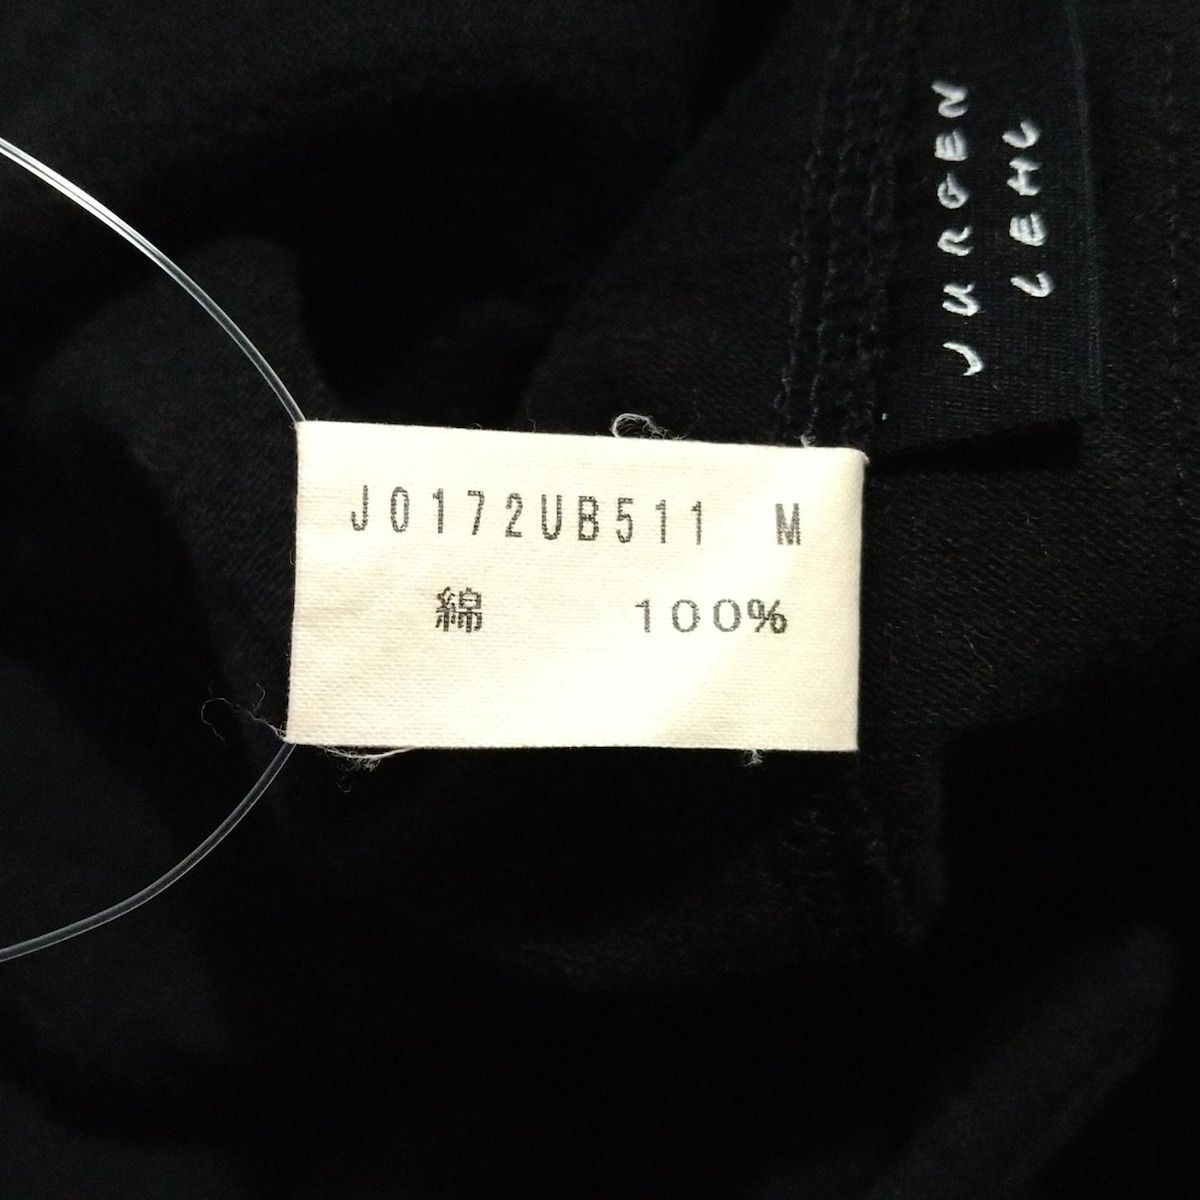 JURGEN
LEHL
J0172UB511 M
綿 100%